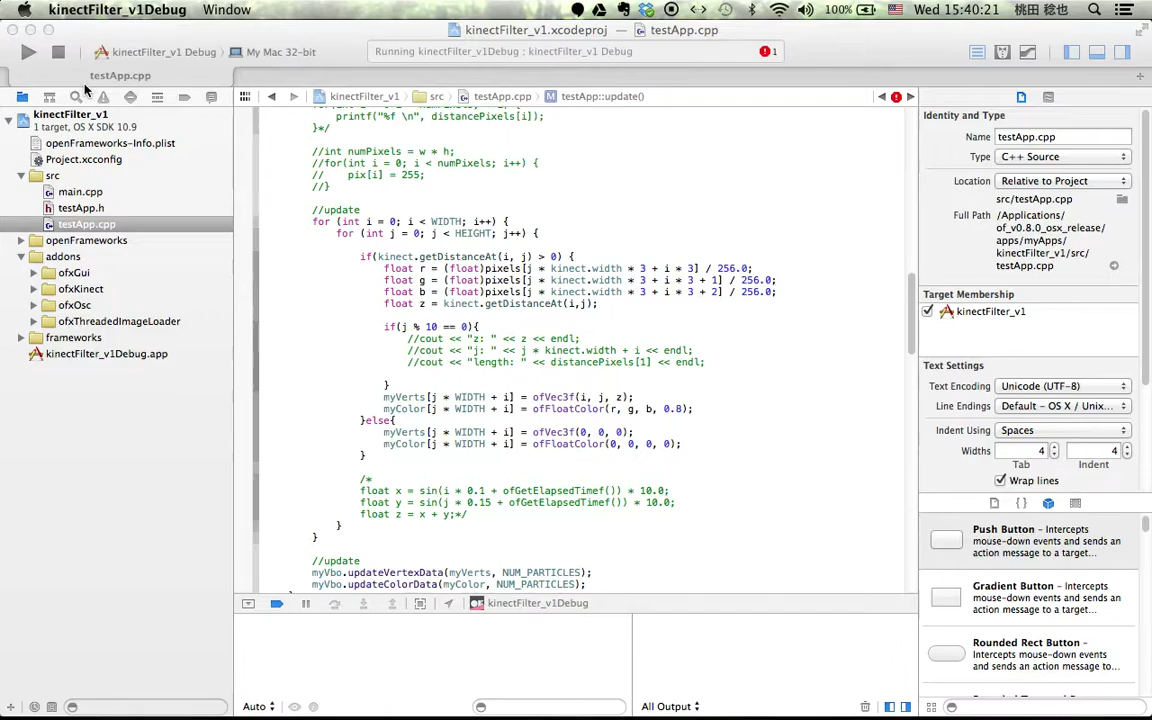 kinectFilter_v1Debug Window 100% Wed 15:40:21 桃田 稔也
kinectFilter_v1.xcodeproj › testApp.cpp
kinectFilter_v1 Debug › My Mac 32-bit
Running kinectFilter_v1Debug : kinectFilter_v1 Debug
1
testApp.cpp
kinectFilter_v1 › src › testApp.cpp › testApp::update()
kinectFilter_v1
1 target, OS X SDK 10.9
openFrameworks-Info.plist
Project.xcconfig
src
main.cpp
testApp.h
testApp.cpp
openFrameworks
addons
ofxGui
ofxKinect
ofxOsc
ofxThreadedImageLoader
frameworks
kinectFilter_v1Debug.app
printf("%f \n", distancePixels[i]);
}*/
//int numPixels = w * h;
//for(int i = 0; i < numPixels; i++) {
//    pix[i] = 255;
//}
//update
for (int i = 0; i < WIDTH; i++) {
for (int j = 0; j < HEIGHT; j++) {
if(kinect.getDistanceAt(i, j) > 0) {
float r = (float)pixels[j * kinect.width * 3 + i * 3] / 256.0;
float g = (float)pixels[j * kinect.width * 3 + i * 3 + 1] / 256.0;
float b = (float)pixels[j * kinect.width * 3 + i * 3 + 2] / 256.0;
float z = kinect.getDistanceAt(i,j);
if(j % 10 == 0){
//cout << "z: " << z << endl;
//cout << "j: " << j * kinect.width + i << endl;
//cout << "length: " << distancePixels[1] << endl;
}
myVerts[j * WIDTH + i] = ofVec3f(i, j, z);
myColor[j * WIDTH + i] = ofFloatColor(r, g, b, 0.8);
}else{
myVerts[j * WIDTH + i] = ofVec3f(0, 0, 0);
myColor[j * WIDTH + i] = ofFloatColor(0, 0, 0, 0);
}
/*
float x = sin(i * 0.1 + ofGetElapsedTimef()) * 10.0;
float y = sin(j * 0.15 + ofGetElapsedTimef()) * 10.0;
float z = x + y;*/
}
}
//update
myVbo.updateVertexData(myVerts, NUM_PARTICLES);
myVbo.updateColorData(myColor, NUM_PARTICLES);
kinectFilter_v1Debug
Auto
All Output
Identity and Type
Name testApp.cpp
Type C++ Source
Location Relative to Project
src/testApp.cpp
Full Path /Applications/
of_v0.8.0_osx_release/
apps/myApps/
kinectFilter_v1/src/
testApp.cpp
Target Membership
kinectFilter_v1
Text Settings
Text Encoding Unicode (UTF-8)
Line Endings Default - OS X / Unix...
Indent Using Spaces
Widths 4 4
Tab Indent
Wrap lines
Push Button - Intercepts
mouse-down events and sends an
action message to a target...
Gradient Button - Intercepts
mouse-down events and sends an
action message to a target...
Rounded Rect Button -
Intercepts mouse-down events
and sends an action message to...